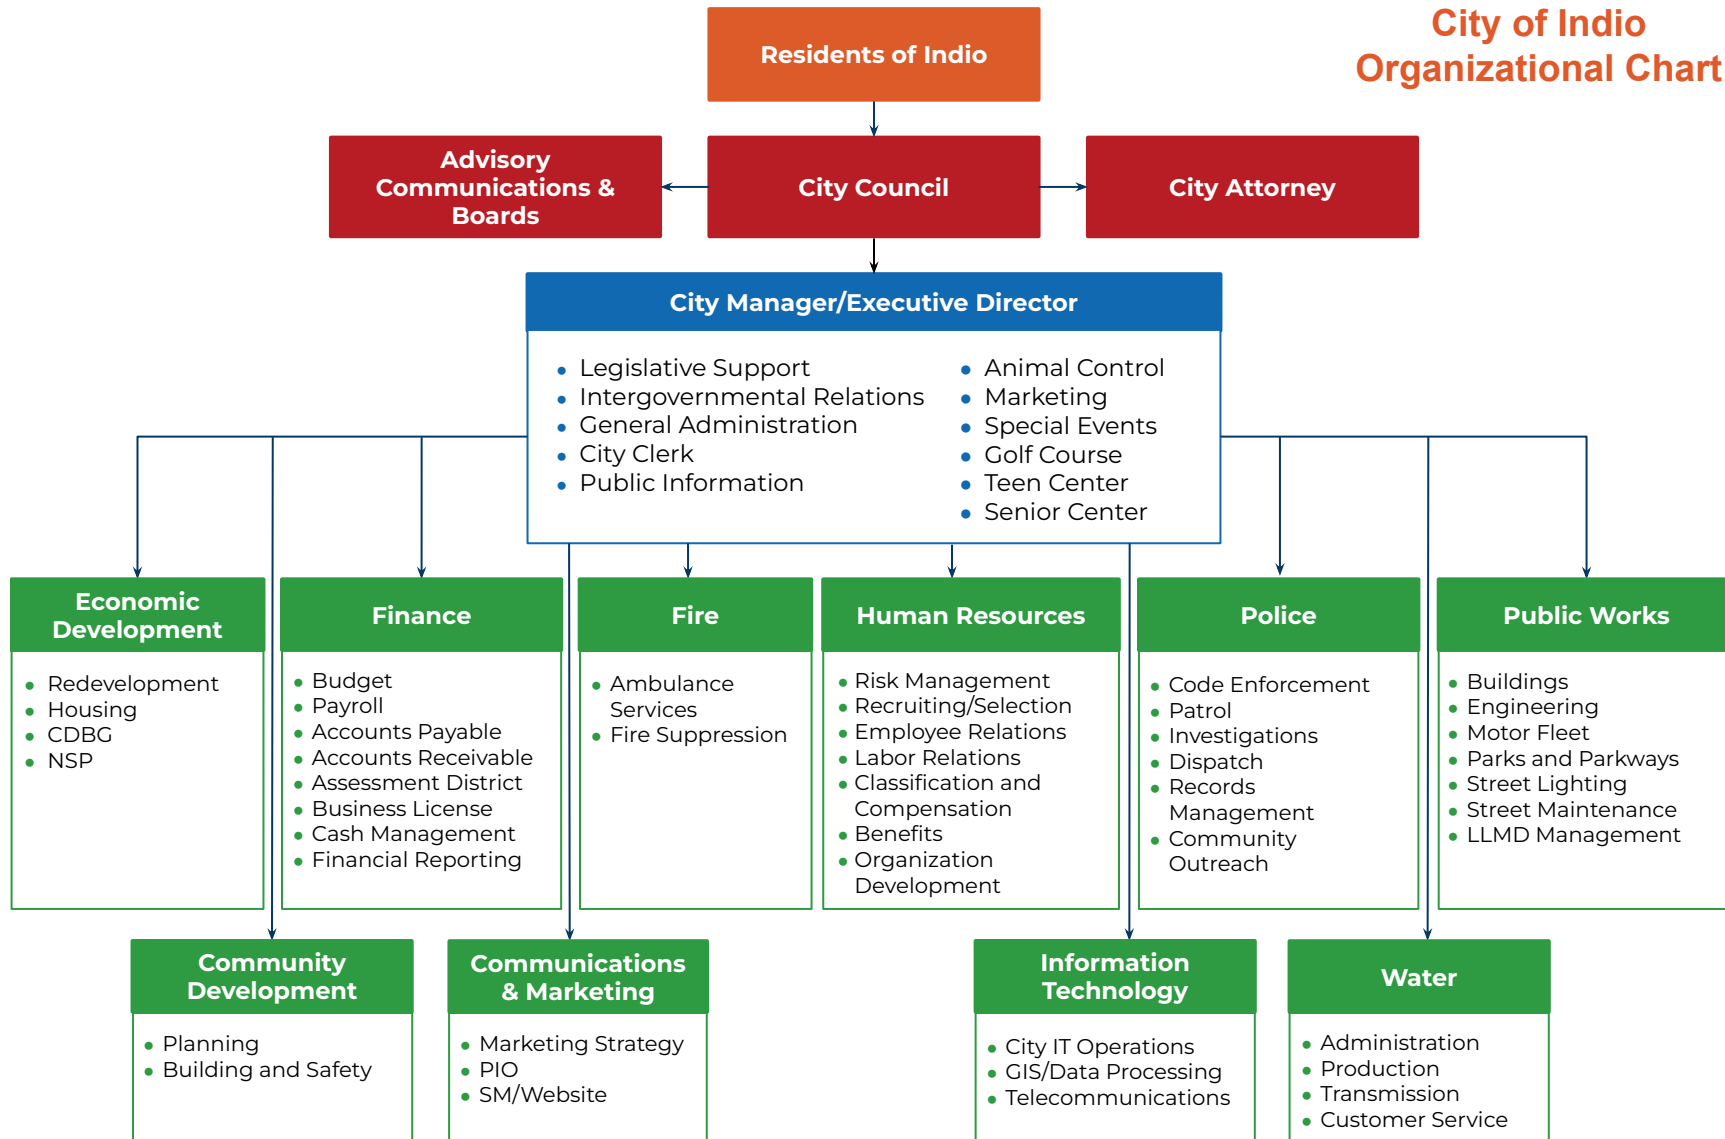 City of Indio
Organizational Chart
Residents of Indio
Advisory
Communications &
Boards
City Council
City Attorney
City Manager/Executive Director
Legislative Support
Intergovernmental Relations
General Administration
City Clerk
Public Information
Animal Control
Marketing
Special Events
Golf Course
Teen Center
Senior Center
Economic
Development
Redevelopment
Housing
CDBG
NSP
Finance
Budget
Payroll
Accounts Payable
Accounts Receivable
Assessment District
Business License
Cash Management
Financial Reporting
Fire
Ambulance
Services
Fire Suppression
Human Resources
Risk Management
Recruiting/Selection
Employee Relations
Labor Relations
Classification and
Compensation
Benefits
Organization
Development
Police
Code Enforcement
Patrol
Investigations
Dispatch
Records
Management
Community
Outreach
Public Works
Buildings
Engineering
Motor Fleet
Parks and Parkways
Street Lighting
Street Maintenance
LLMD Management
Community
Development
Planning
Building and Safety
Communications
& Marketing
Marketing Strategy
PIO
SM/Website
Information
Technology
City IT Operations
GIS/Data Processing
Telecommunications
Water
Administration
Production
Transmission
Customer Service